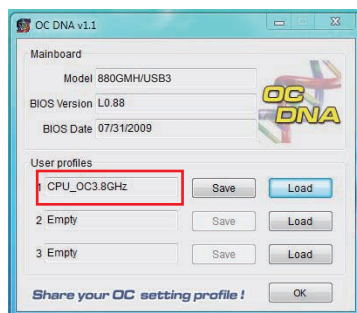 OC DNA v1.1
Mainboard
Model 880GMH/USB3
BIOS Version L0.88
BIOS Date 07/31/2009
OC DNA
User profiles
1 CPU_OC3.8GHz Save Load
2 Empty Save Load
3 Empty Save Load
Share your OC setting profile! OK